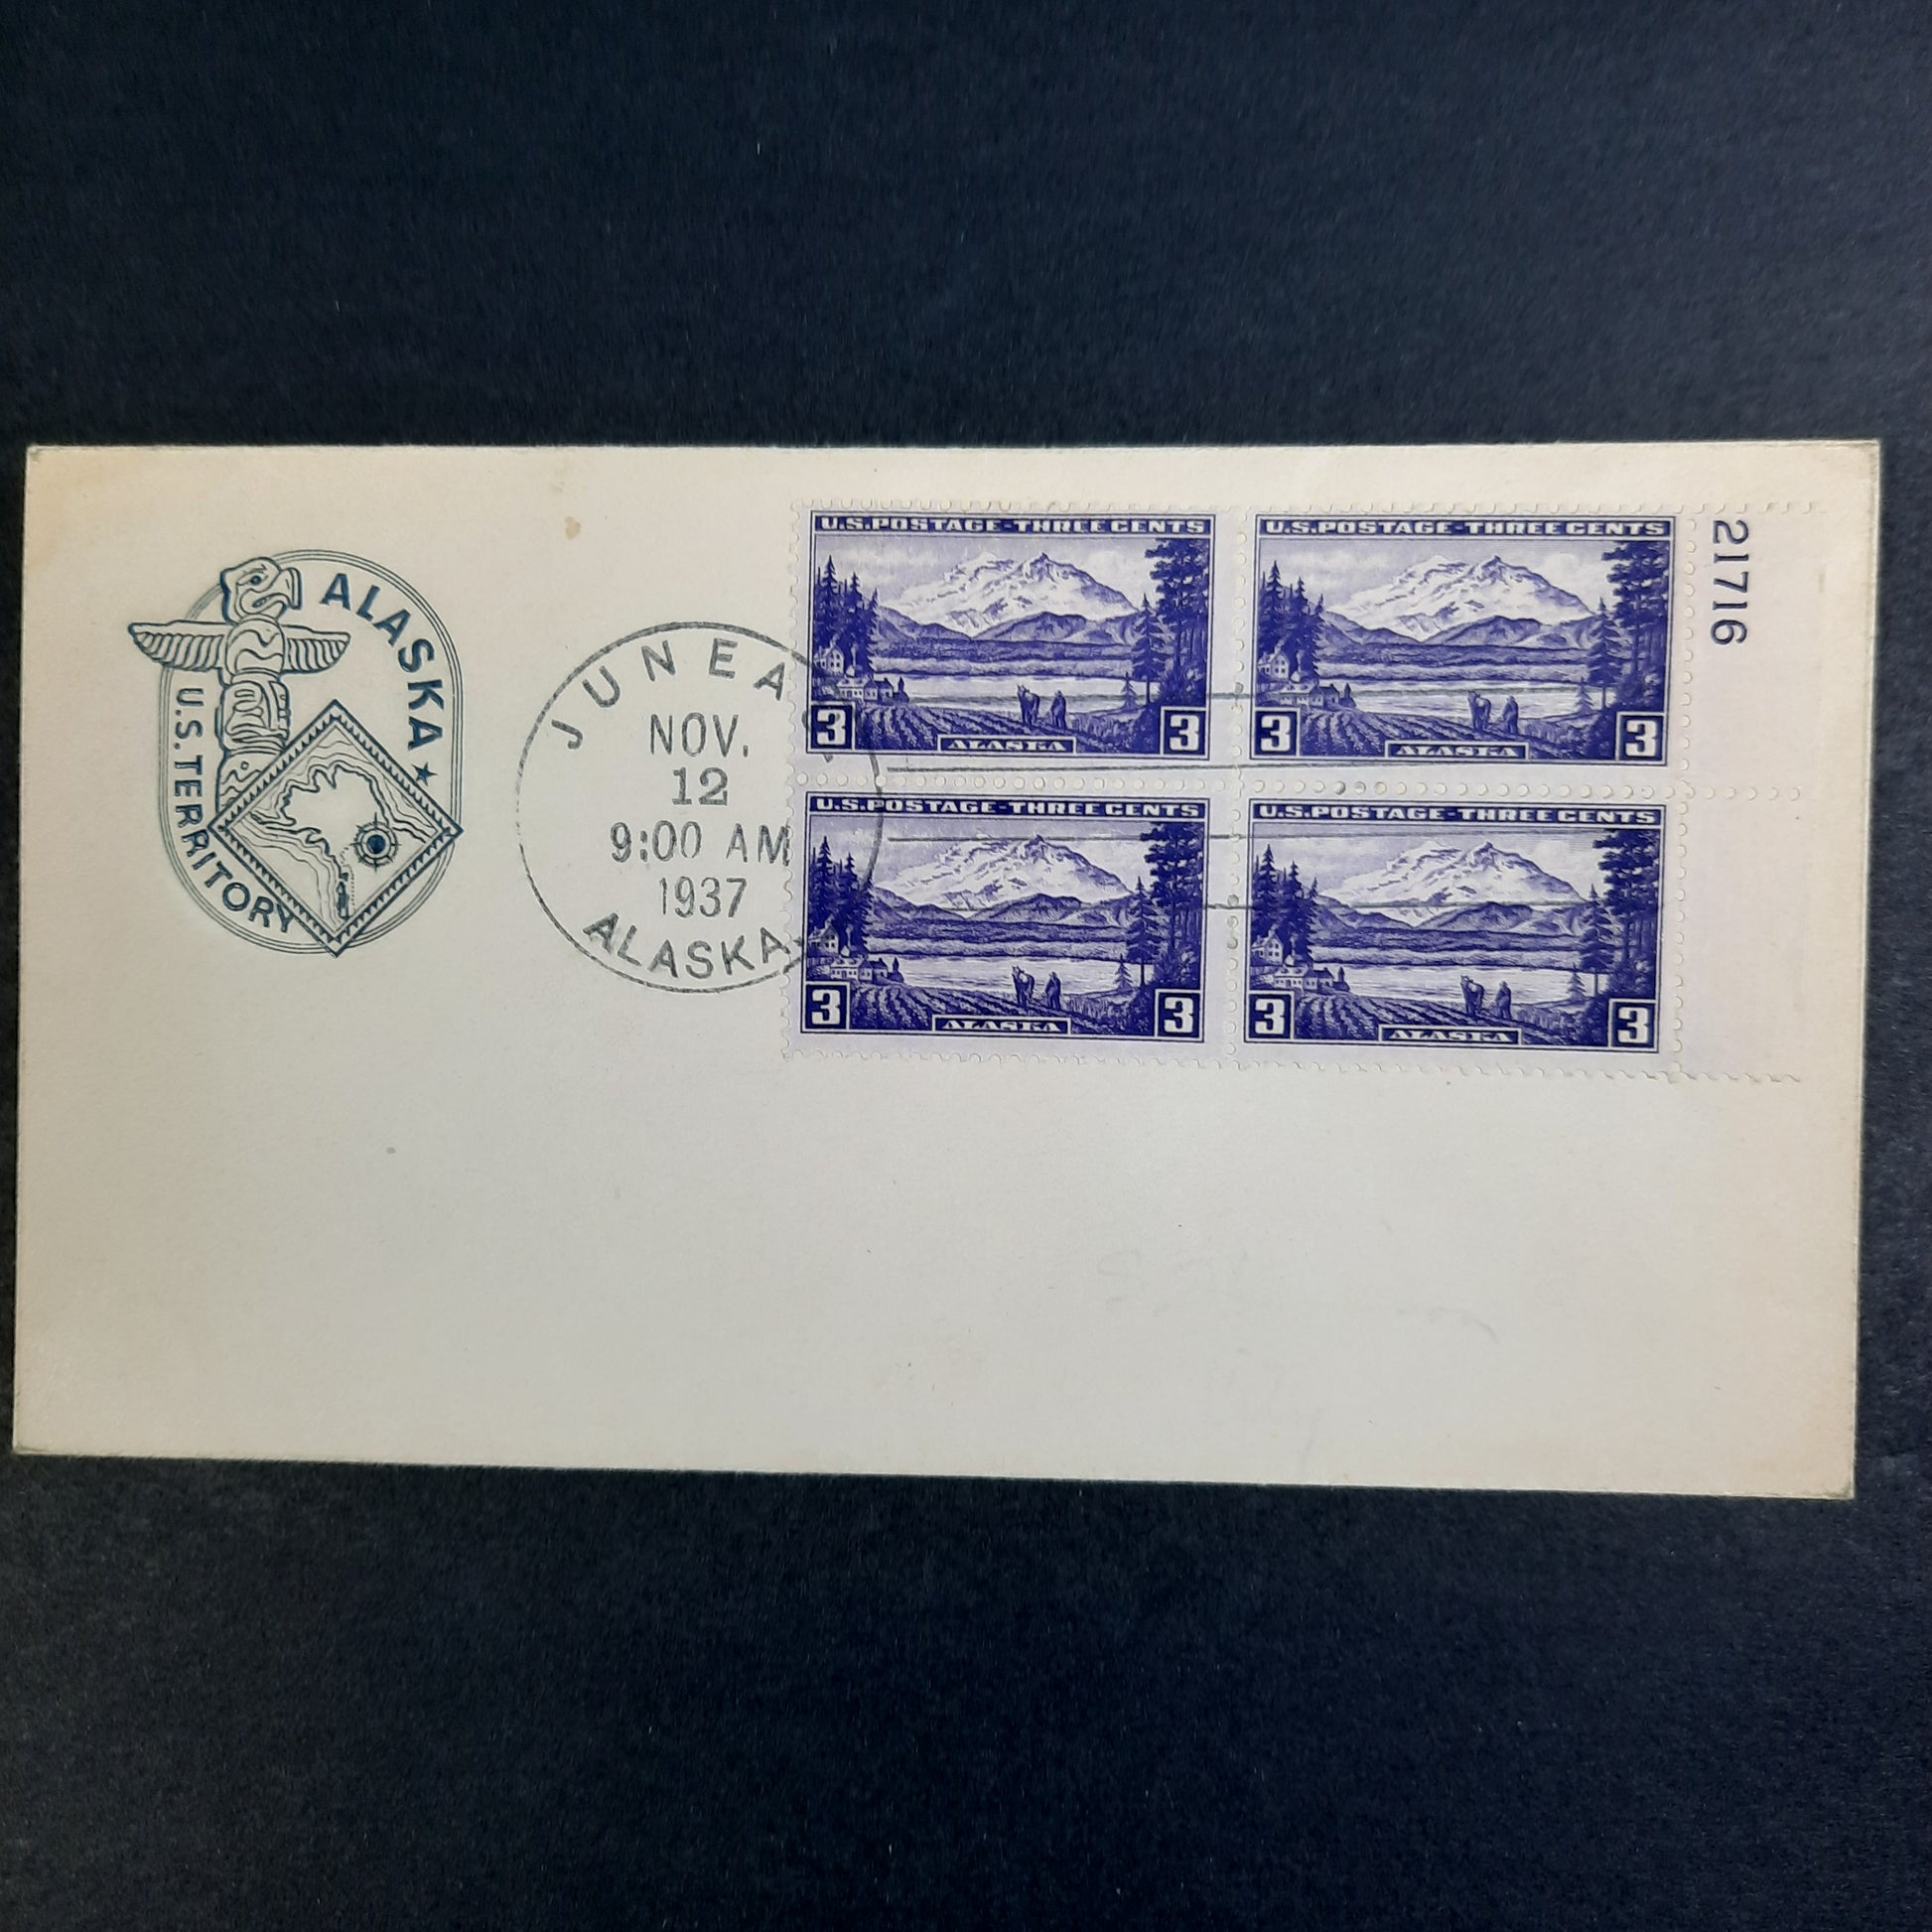 ALASKA
U.S. TERRITORY
JUNEAU
NOV.
12
9:00 AM
1937
ALASKA.
U.S. POSTAGE-THREE CENTS
3 ALASKA 3
U.S. POSTAGE-THREE CENTS
3 ALASKA 3
21716
U.S. POSTAGE-THREE CENTS
3 ALASKA 3
U.S. POSTAGE-THREE CENTS
3 ALASKA 3